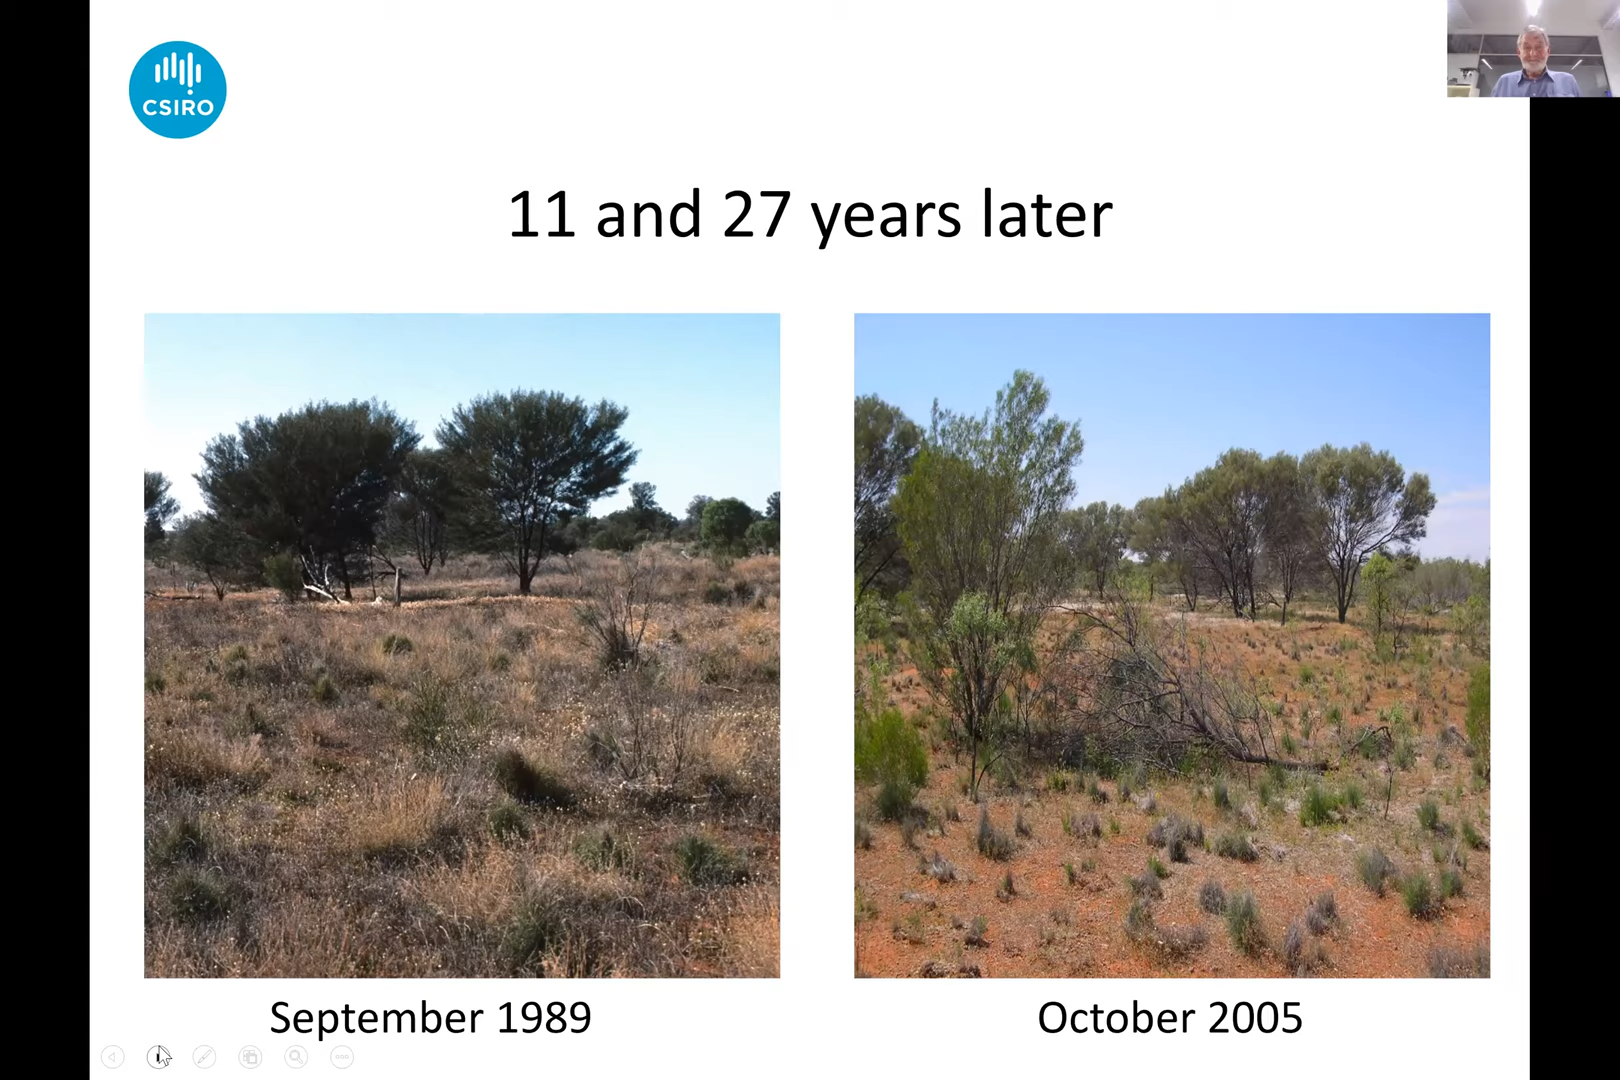 CSIRO
11 and 27 years later
September 1989
October 2005